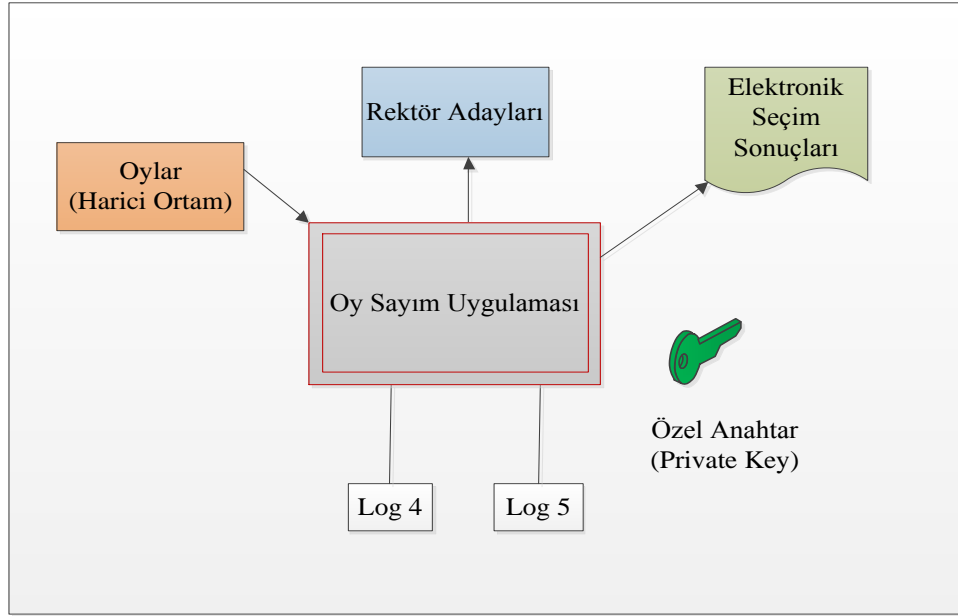 Rektör Adayları
Elektronik
Seçim
Sonuçları
Oylar
(Harici Ortam)
Oy Sayım Uygulaması
Özel Anahtar
(Private Key)
Log 4
Log 5